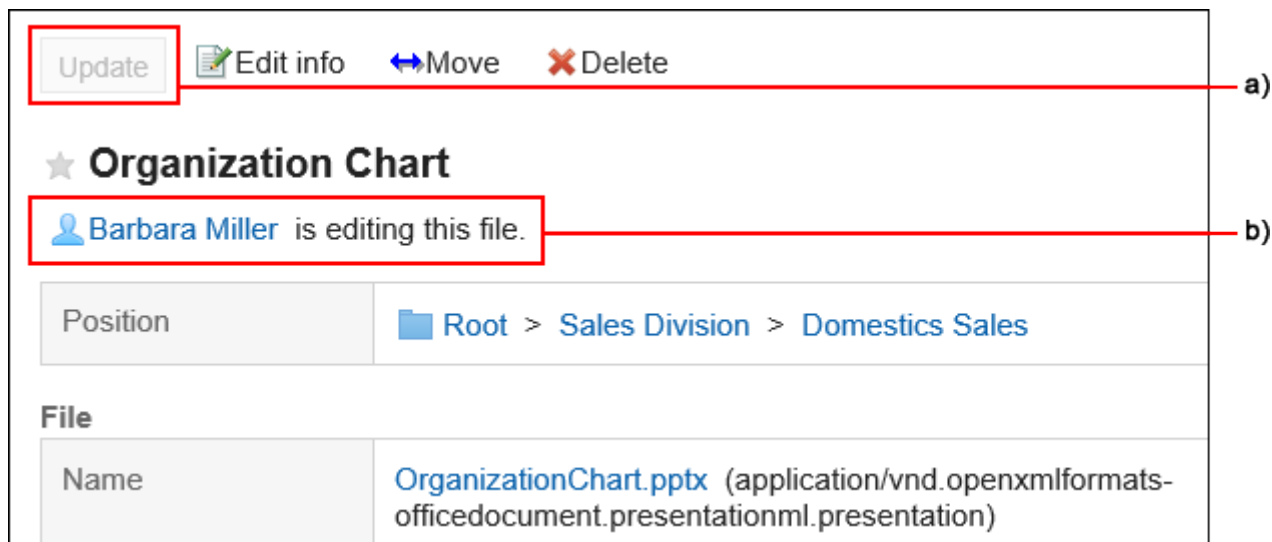 Update Edit info Move Delete
a)
Organization Chart
Barbara Miller is editing this file.
b)
Position Root > Sales Division > Domestics Sales
File
Name OrganizationChart.pptx (application/vnd.openxmlformats-
officedocument.presentationml.presentation)